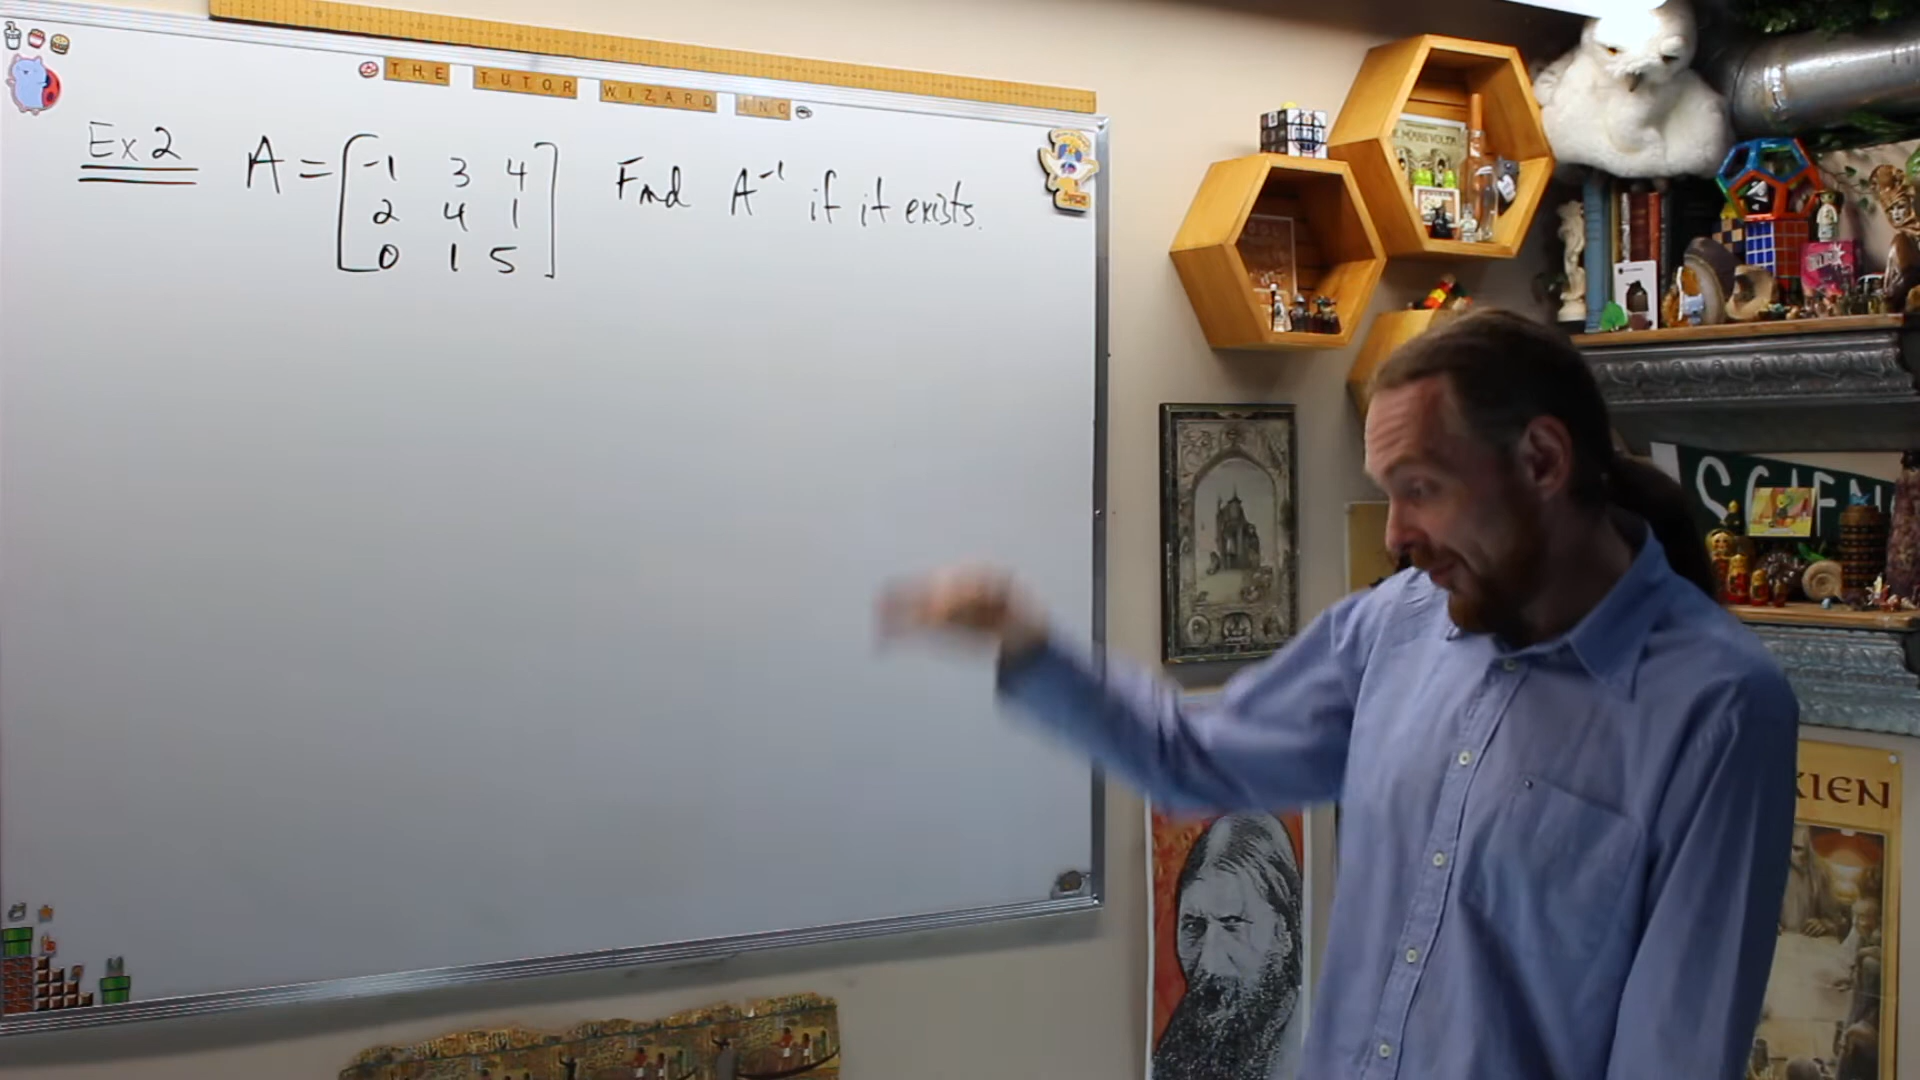 THE TUTOR WIZARD INC
Ex 2 A = [ -1 3 4 Find A⁻¹ if it exists.
2 4 1
0 1 5 ]
SCIEN
KIEN